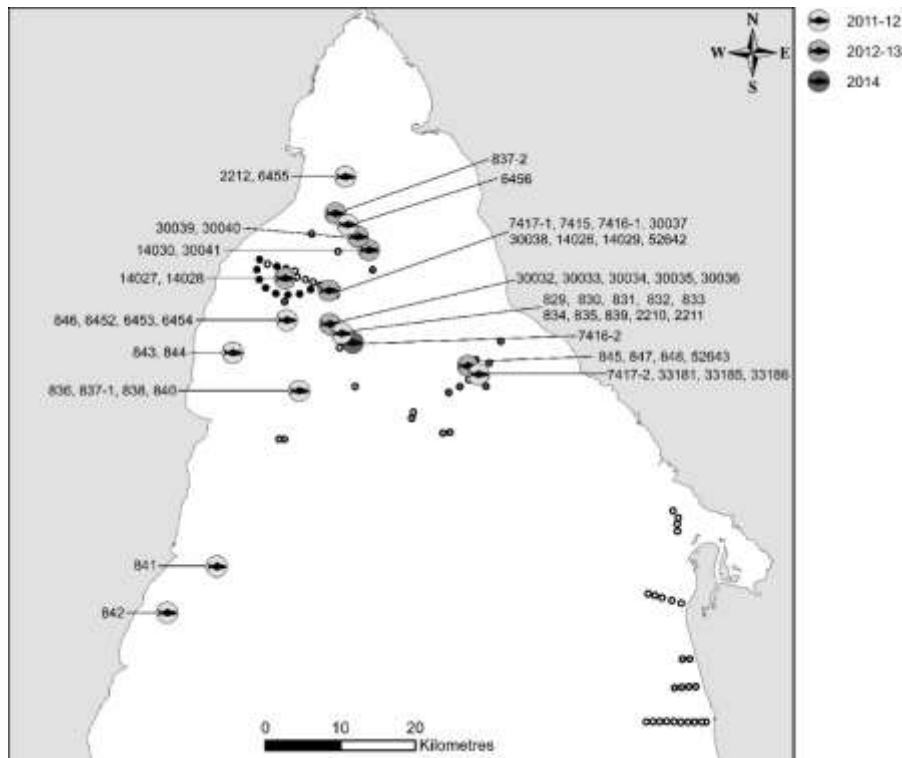 N
W E
S
2011-12
2012-13
2014
837-2
2212, 6455
6456
7417-1, 7415, 7416-1, 30037
30039, 30040
30038, 14026, 14029, 52642
14030, 30041
14027, 14028
30032, 30033, 30034, 30035, 30036
829, 830, 831, 832, 833
846, 6452, 6453, 6454
834, 835, 839, 2210, 2211
7416-2
843, 844
845, 847, 848, 52643
7417-2, 33181, 33185, 33186
836, 837-1, 838, 840
841
842
0 10 20
Kilometres